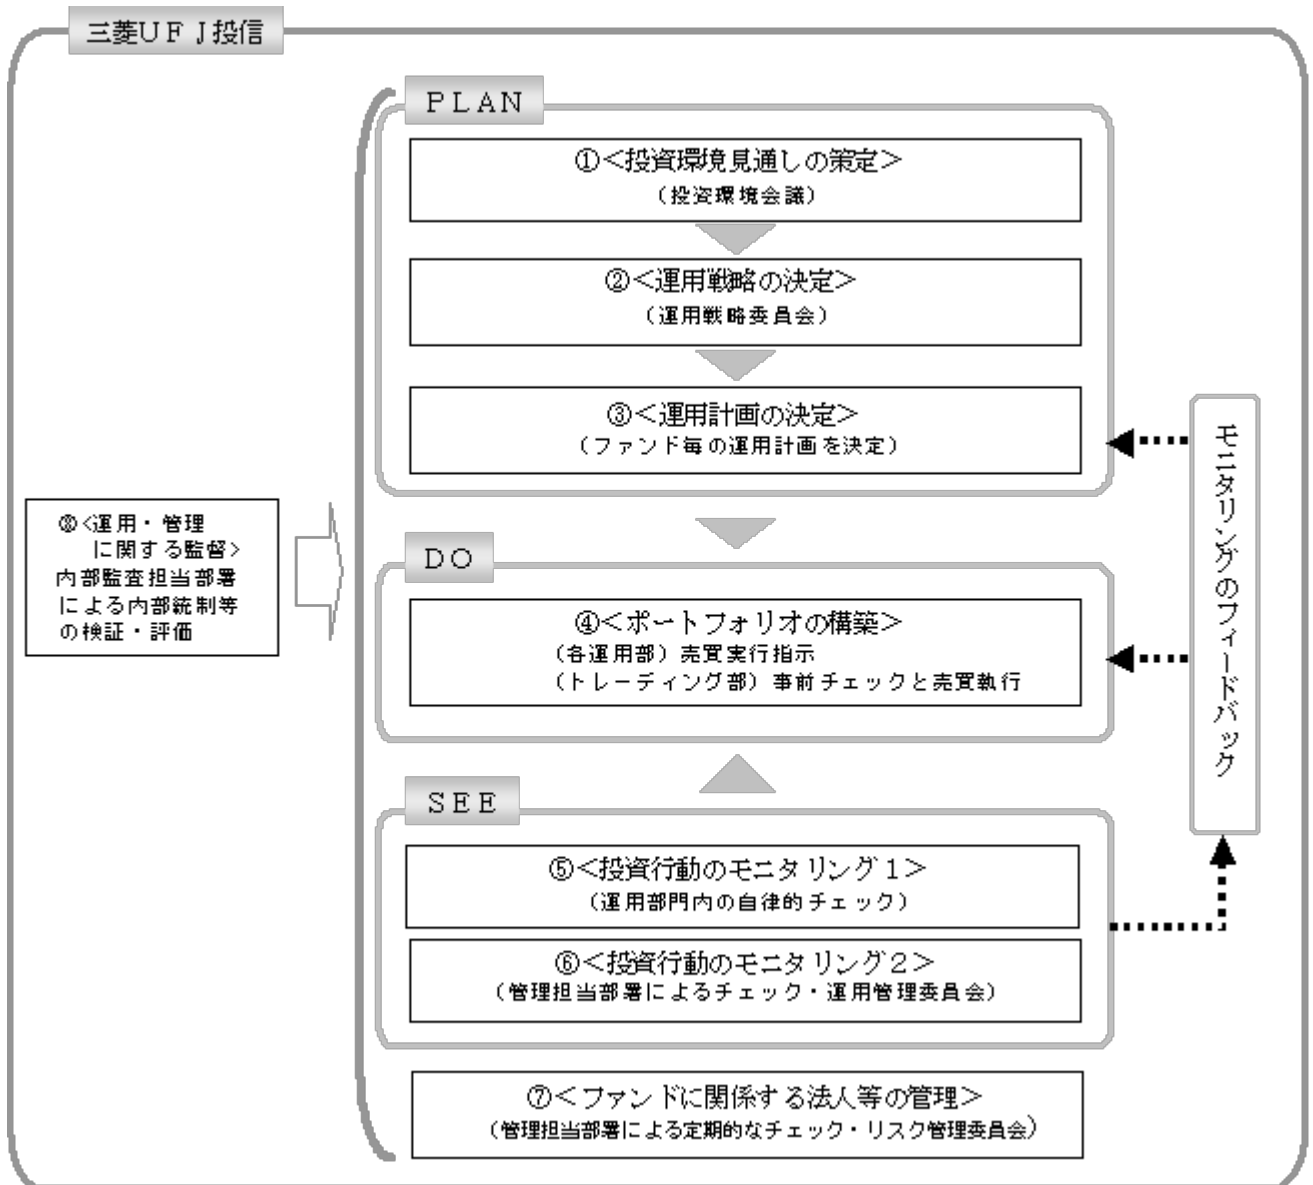 三菱UFJ投信
PLAN
①<投資環境見通しの策定>
(投資環境会議)
②<運用戦略の決定>
(運用戦略委員会)
③<運用計画の決定>
(ファンド毎の運用計画を決定)
⑧<運用・管理
に関する監督>
内部監査担当部署
による内部統制等
の検証・評価
DO
④<ポートフォリオの構築>
(各運用部)売買実行指示
(トレーディング部)事前チェックと売買執行
モニタリングのフィードバック
SEE
⑤<投資行動のモニタリング1>
(運用部門内の自律的チェック)
⑥<投資行動のモニタリング2>
(管理担当部署によるチェック・運用管理委員会)
⑦<ファンドに関係する法人等の管理>
(管理担当部署による定期的なチェック・リスク管理委員会)